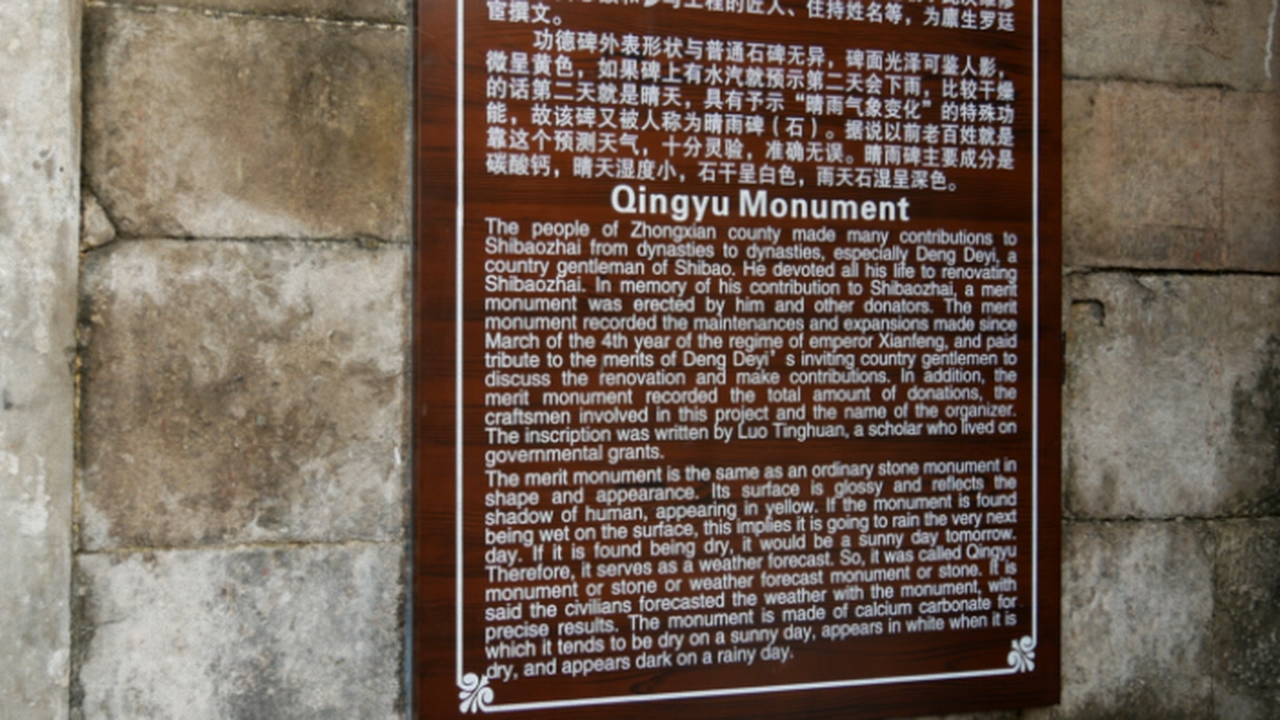 工程的匠人、住持姓名等，为廪生罗廷
宦撰文。
功德碑外表形状与普通石碑无异，碑面光泽可鉴人影，
微呈黄色，如果碑上有水汽就预示第二天会下雨，比较干燥
的话第二天就是晴天，具有予示“晴雨气象变化”的特殊功
能，故该碑又被人称为晴雨碑（石）。据说以前老百姓就是
靠这个预测天气，十分灵验，准确无误。晴雨碑主要成分是
碳酸钙，晴天湿度小，石干呈白色，雨天石湿呈深色。
Qingyu Monument
The people of Zhongxian county made many contributions to
Shibaozhai from dynasties to dynasties, especially Deng Deyi, a
country gentleman of Shibao. He devoted all his life to renovating
Shibaozhai. In memory of his contribution to Shibaozhai, a merit
monument was erected by him and other donators. The merit
monument recorded the maintenances and expansions made since
March of the 4th year of the regime of emperor Xianfeng, and paid
tribute to the merits of Deng Deyi’ s inviting country gentlemen to
discuss the renovation and make contributions. In addition, the
merit monument recorded the total amount of donations, the
craftsmen involved in this project and the name of the organizer.
The inscription was written by Luo Tinghuan, a scholar who lived on
governmental grants.
The merit monument is the same as an ordinary stone monument in
shape and appearance. Its surface is glossy and reflects the
shadow of human, appearing in yellow. If the monument is found
being wet on the surface, this implies it is going to rain the very next
day. If it is found being dry, it would be a sunny day tomorrow.
Therefore, it serves as a weather forecast. So, it was called Qingyu
monument or stone or weather forecast monument or stone. It is
said the civilians forecasted the weather with the monument, with
precise results. The monument is made of calcium carbonate for
which it tends to be dry on a sunny day, appears in white when it is
dry, and appears dark on a rainy day.